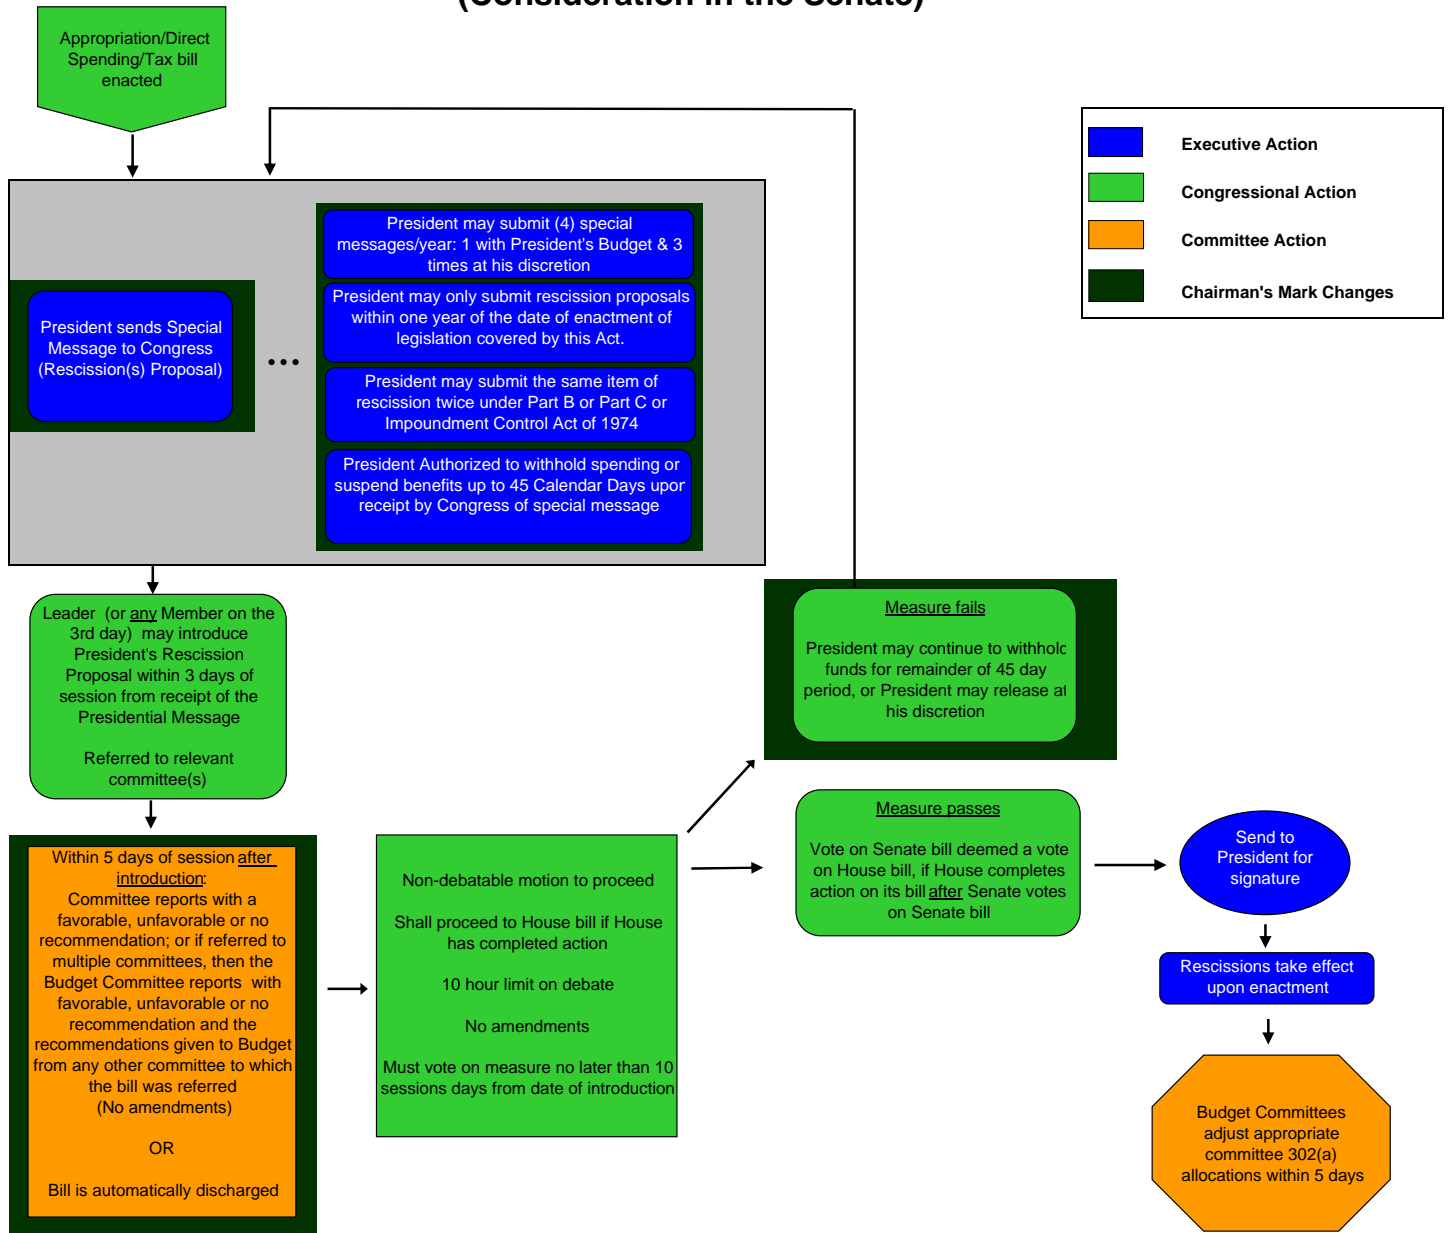 (Consideration in the Senate)
Appropriation/Direct
Spending/Tax bill
enacted
Executive Action
Congressional Action
Committee Action
Chairman's Mark Changes
President sends Special
Message to Congress
(Rescission(s) Proposal)
...
President may submit (4) special
messages/year: 1 with President's Budget & 3
times at his discretion
President may only submit rescission proposals
within one year of the date of enactment of
legislation covered by this Act.
President may submit the same item of
rescission twice under Part B or Part C or
Impoundment Control Act of 1974
President Authorized to withhold spending or
suspend benefits up to 45 Calendar Days upon
receipt by Congress of special message
Leader (or any Member on the
3rd day) may introduce
President's Rescission
Proposal within 3 days of
session from receipt of the
Presidential Message
Referred to relevant
committee(s)
Within 5 days of session after
introduction:
Committee reports with a
favorable, unfavorable or no
recommendation; or if referred to
multiple committees, then the
Budget Committee reports with
favorable, unfavorable or no
recommendation and the
recommendations given to Budget
from any other committee to which
the bill was referred
(No amendments)
OR
Bill is automatically discharged
Non-debatable motion to proceed
Shall proceed to House bill if House
has completed action
10 hour limit on debate
No amendments
Must vote on measure no later than 10
sessions days from date of introduction
Measure fails
President may continue to withhold
funds for remainder of 45 day
period, or President may release at
his discretion
Measure passes
Vote on Senate bill deemed a vote
on House bill, if House completes
action on its bill after Senate votes
on Senate bill
Send to
President for
signature
Rescissions take effect
upon enactment
Budget Committees
adjust appropriate
committee 302(a)
allocations within 5 days